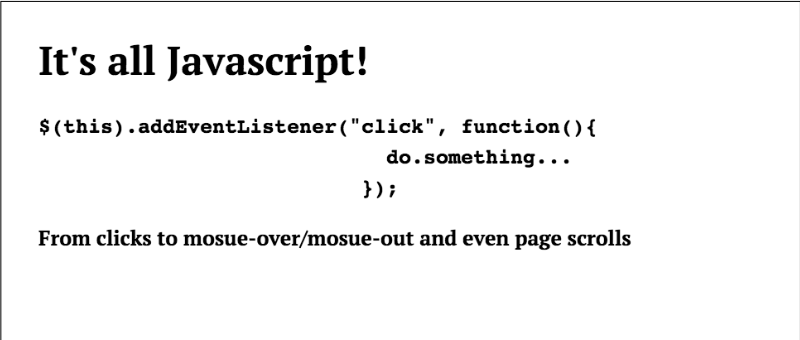 It's all Javascript!
$(this).addEventListener("click", function(){
do.something...
});
From clicks to mosue-over/mosue-out and even page scrolls